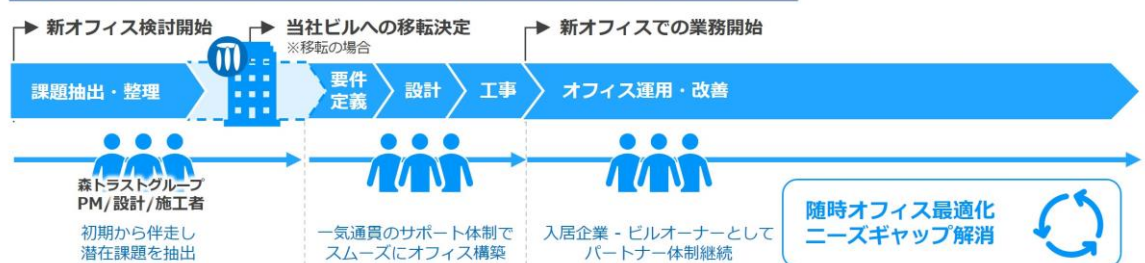 新オフィス検討開始
当社ビルへの移転決定
※移転の場合
新オフィスでの業務開始
課題抽出・整理
要件
定義
設計
工事
オフィス運用・改善
森トラストグループ
PM/設計/施工者
初期から伴走し
潜在課題を抽出
一気通貫のサポート体制で
スムーズにオフィス構築
入居企業 - ビルオーナーとして
パートナー体制継続
随時オフィス最適化
ニーズギャップ解消